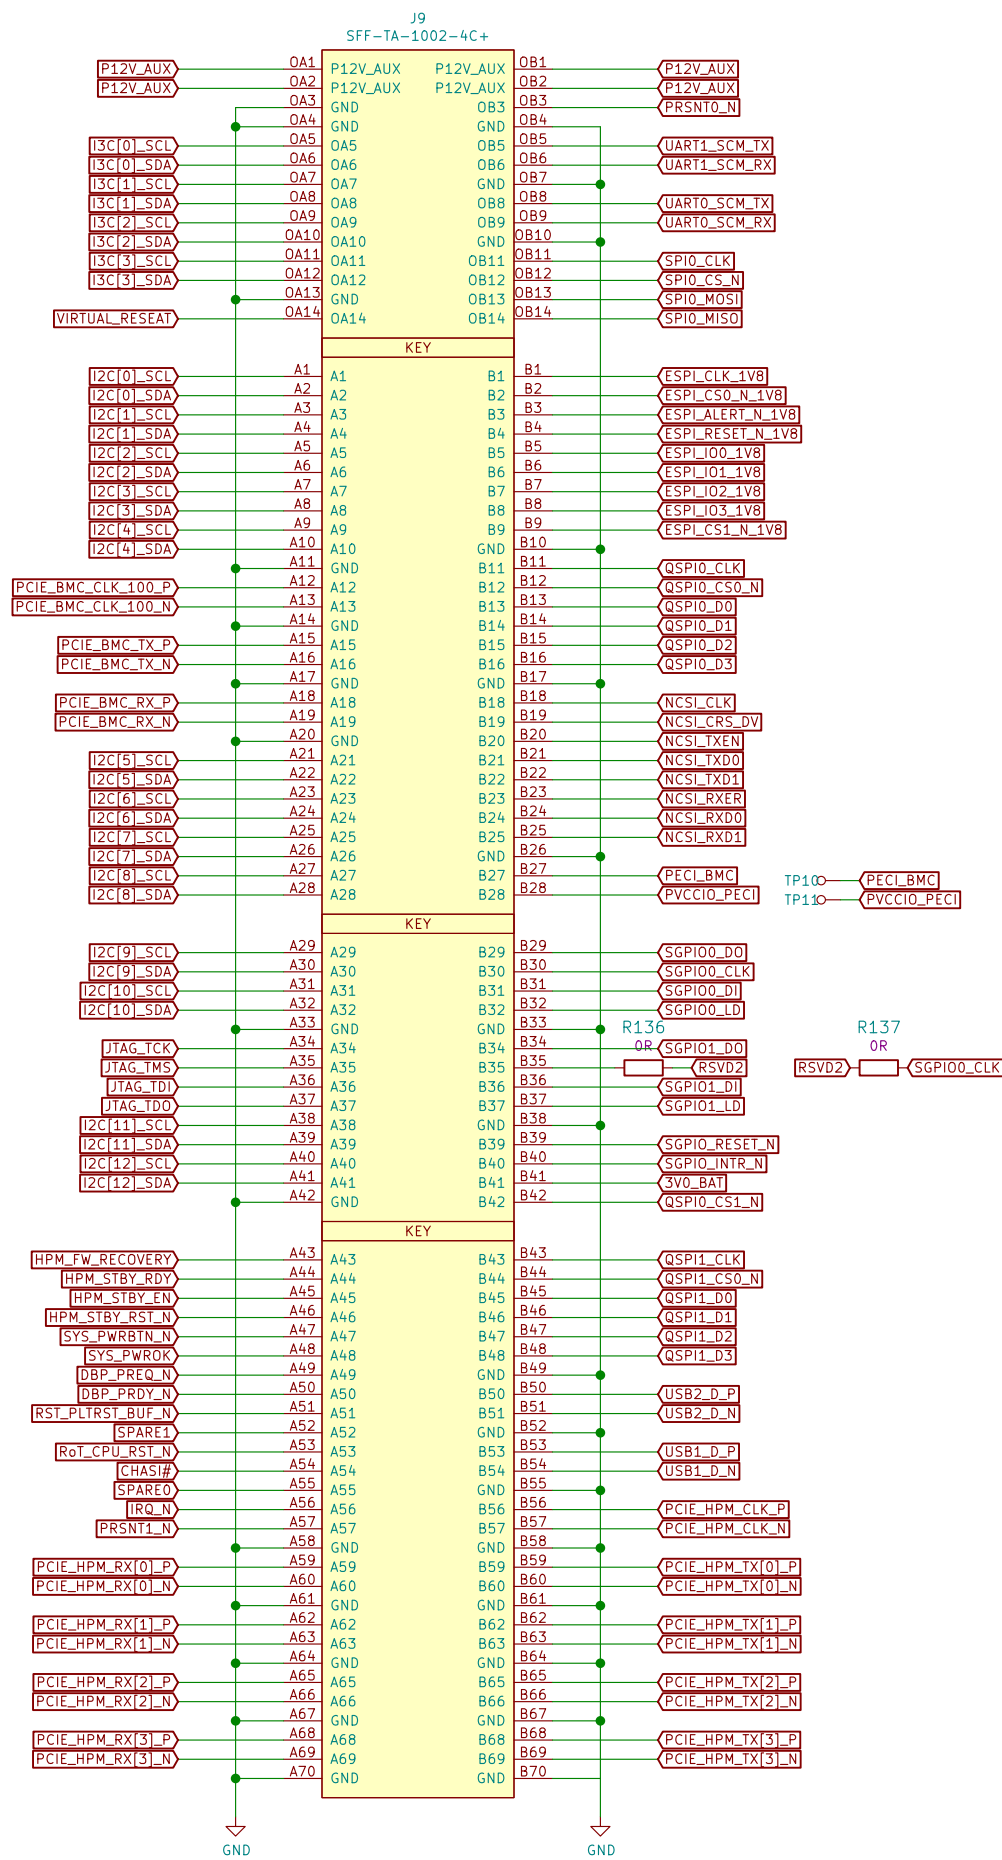 J9
SFF-TA-1002-4C+
P12V_AUX OA1 P12V_AUX P12V_AUX OB1 P12V_AUX
P12V_AUX OA2 P12V_AUX P12V_AUX OB2 P12V_AUX
OA3 GND OB3 OB3 PRSNT0_N
OA4 GND GND OB4
I3C[0]_SCL OA5 OA5 OB5 OB5 UART1_SCM_TX
I3C[0]_SDA OA6 OA6 OB6 OB6 UART1_SCM_RX
I3C[1]_SCL OA7 OA7 GND OB7
I3C[1]_SDA OA8 OA8 OB8 OB8 UART0_SCM_TX
I3C[2]_SCL OA9 OA9 OB9 OB9 UART0_SCM_RX
I3C[2]_SDA OA10 OA10 GND OB10
I3C[3]_SCL OA11 OA11 OB11 OB11 SPI0_CLK
I3C[3]_SDA OA12 OA12 OB12 OB12 SPI0_CS_N
OA13 GND OB13 OB13 SPI0_MOSI
VIRTUAL_RESEAT OA14 OA14 OB14 OB14 SPI0_MISO
KEY
I2C[0]_SCL A1 A1 B1 B1 ESPI_CLK_1V8
I2C[0]_SDA A2 A2 B2 B2 ESPI_CS0_N_1V8
I2C[1]_SCL A3 A3 B3 B3 ESPI_ALERT_N_1V8
I2C[1]_SDA A4 A4 B4 B4 ESPI_RESET_N_1V8
I2C[2]_SCL A5 A5 B5 B5 ESPI_IO0_1V8
I2C[2]_SDA A6 A6 B6 B6 ESPI_IO1_1V8
I2C[3]_SCL A7 A7 B7 B7 ESPI_IO2_1V8
I2C[3]_SDA A8 A8 B8 B8 ESPI_IO3_1V8
I2C[4]_SCL A9 A9 B9 B9 ESPI_CS1_N_1V8
I2C[4]_SDA A10 A10 GND B10
A11 GND B11 B11 QSPI0_CLK
PCIE_BMC_CLK_100_P A12 A12 B12 B12 QSPI0_CS0_N
PCIE_BMC_CLK_100_N A13 A13 B13 B13 QSPI0_D0
A14 GND B14 B14 QSPI0_D1
PCIE_BMC_TX_P A15 A15 B15 B15 QSPI0_D2
PCIE_BMC_TX_N A16 A16 B16 B16 QSPI0_D3
A17 GND GND B17
PCIE_BMC_RX_P A18 A18 B18 B18 NCSI_CLK
PCIE_BMC_RX_N A19 A19 B19 B19 NCSI_CRS_DV
A20 GND B20 B20 NCSI_TXEN
I2C[5]_SCL A21 A21 B21 B21 NCSI_TXD0
I2C[5]_SDA A22 A22 B22 B22 NCSI_TXD1
I2C[6]_SCL A23 A23 B23 B23 NCSI_RXER
I2C[6]_SDA A24 A24 B24 B24 NCSI_RXD0
I2C[7]_SCL A25 A25 B25 B25 NCSI_RXD1
I2C[7]_SDA A26 A26 GND B26
I2C[8]_SCL A27 A27 B27 B27 PECI_BMC TP10 PECI_BMC
I2C[8]_SDA A28 A28 B28 B28 PVCCIO_PECI TP11 PVCCIO_PECI
KEY
I2C[9]_SCL A29 A29 B29 B29 SGPIO0_DO
I2C[9]_SDA A30 A30 B30 B30 SGPIO0_CLK
I2C[10]_SCL A31 A31 B31 B31 SGPIO0_DI
I2C[10]_SDA A32 A32 B32 B32 SGPIO0_LD
A33 GND GND B33 R136 R137
JTAG_TCK A34 A34 B34 B34 0R SGPIO1_DO 0R
JTAG_TMS A35 A35 B35 B35 RSVD2 RSVD2 SGPIO0_CLK
JTAG_TDI A36 A36 B36 B36 SGPIO1_DI
JTAG_TDO A37 A37 B37 B37 SGPIO1_LD
I2C[11]_SCL A38 A38 GND B38
I2C[11]_SDA A39 A39 B39 B39 SGPIO_RESET_N
I2C[12]_SCL A40 A40 B40 B40 SGPIO_INTR_N
I2C[12]_SDA A41 A41 B41 B41 3V0_BAT
A42 GND B42 B42 QSPI0_CS1_N
KEY
HPM_FW_RECOVERY A43 A43 B43 B43 QSPI1_CLK
HPM_STBY_RDY A44 A44 B44 B44 QSPI1_CS0_N
HPM_STBY_EN A45 A45 B45 B45 QSPI1_D0
HPM_STBY_RST_N A46 A46 B46 B46 QSPI1_D1
SYS_PWRBTN_N A47 A47 B47 B47 QSPI1_D2
SYS_PWROK A48 A48 B48 B48 QSPI1_D3
DBP_PREQ_N A49 A49 GND B49
DBP_PRDY_N A50 A50 B50 B50 USB2_D_P
RST_PLTRST_BUF_N A51 A51 B51 B51 USB2_D_N
SPARE1 A52 A52 GND B52
RoT_CPU_RST_N A53 A53 B53 B53 USB1_D_P
CHASI# A54 A54 B54 B54 USB1_D_N
SPARE0 A55 A55 GND B55
IRQ_N A56 A56 B56 B56 PCIE_HPM_CLK_P
PRSNT1_N A57 A57 B57 B57 PCIE_HPM_CLK_N
A58 GND GND B58
PCIE_HPM_RX[0]_P A59 A59 B59 B59 PCIE_HPM_TX[0]_P
PCIE_HPM_RX[0]_N A60 A60 B60 B60 PCIE_HPM_TX[0]_N
A61 GND GND B61
PCIE_HPM_RX[1]_P A62 A62 B62 B62 PCIE_HPM_TX[1]_P
PCIE_HPM_RX[1]_N A63 A63 B63 B63 PCIE_HPM_TX[1]_N
A64 GND GND B64
PCIE_HPM_RX[2]_P A65 A65 B65 B65 PCIE_HPM_TX[2]_P
PCIE_HPM_RX[2]_N A66 A66 B66 B66 PCIE_HPM_TX[2]_N
A67 GND GND B67
PCIE_HPM_RX[3]_P A68 A68 B68 B68 PCIE_HPM_TX[3]_P
PCIE_HPM_RX[3]_N A69 A69 B69 B69 PCIE_HPM_TX[3]_N
A70 GND GND B70
GND GND